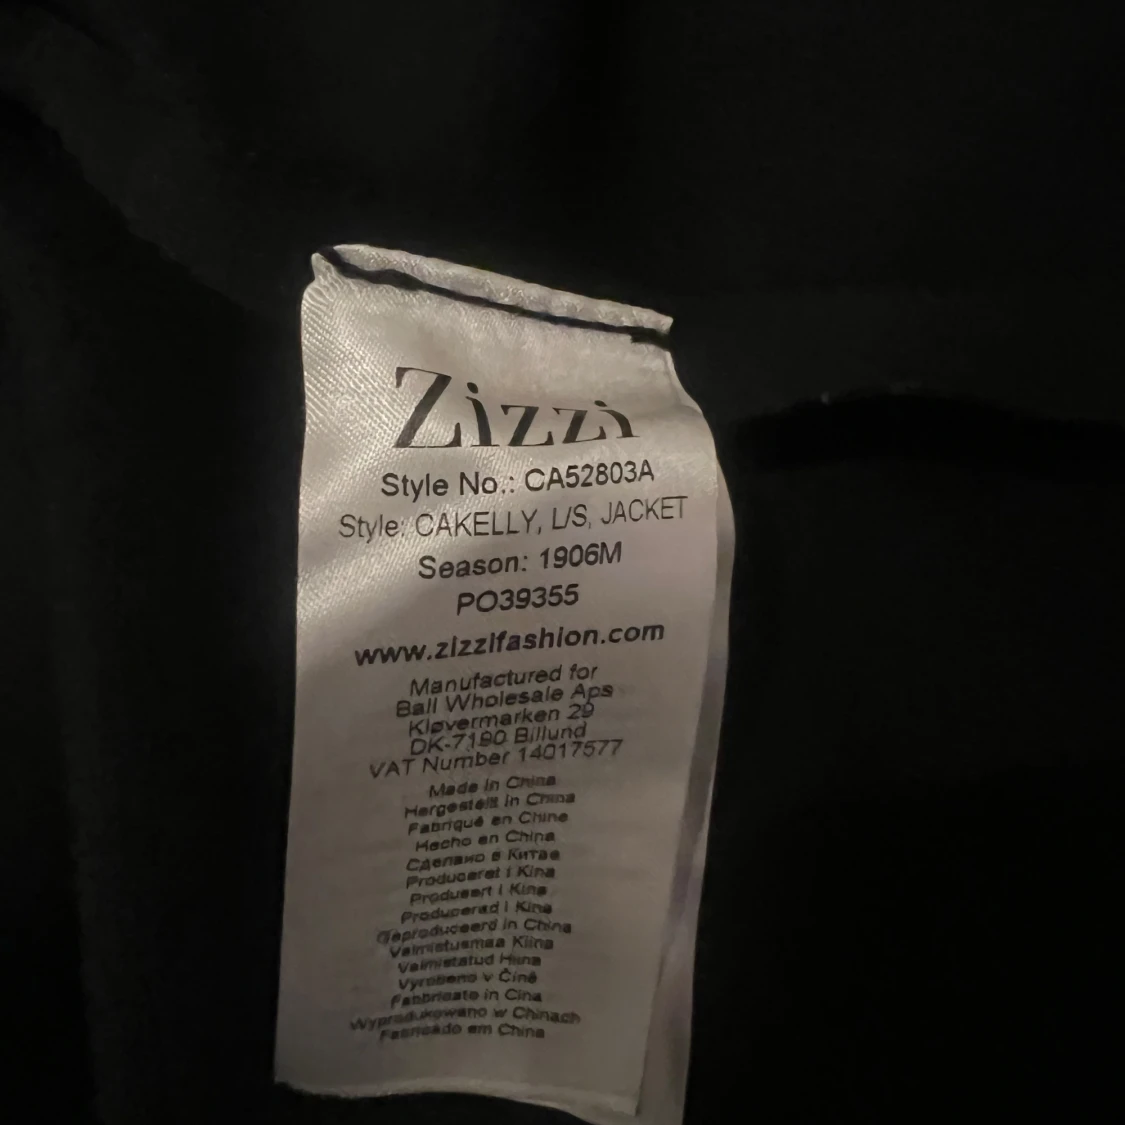 Zizzi
Style No.: CA52803A
Style: CAKELLY, L/S, JACKET
Season: 1906M
PO39355
www.zizzifashion.com
Manufactured for
Ball Wholesale Aps
Kløvermarken 29
DK-7190 Billund
VAT Number 14017577
Made in China
Hergestellt in China
Fabriqué en Chine
Hecho en China
Сделано в Китае
Produceret i Kina
Produsert i Kina
Producerad i Kina
Geproduceerd in China
Valmistusmaa Kiina
Valmistatud Hiina
Vyrobeno v Číně
Fabbricato in Cina
Wyprodukowano w Chinach
Fabricado em China